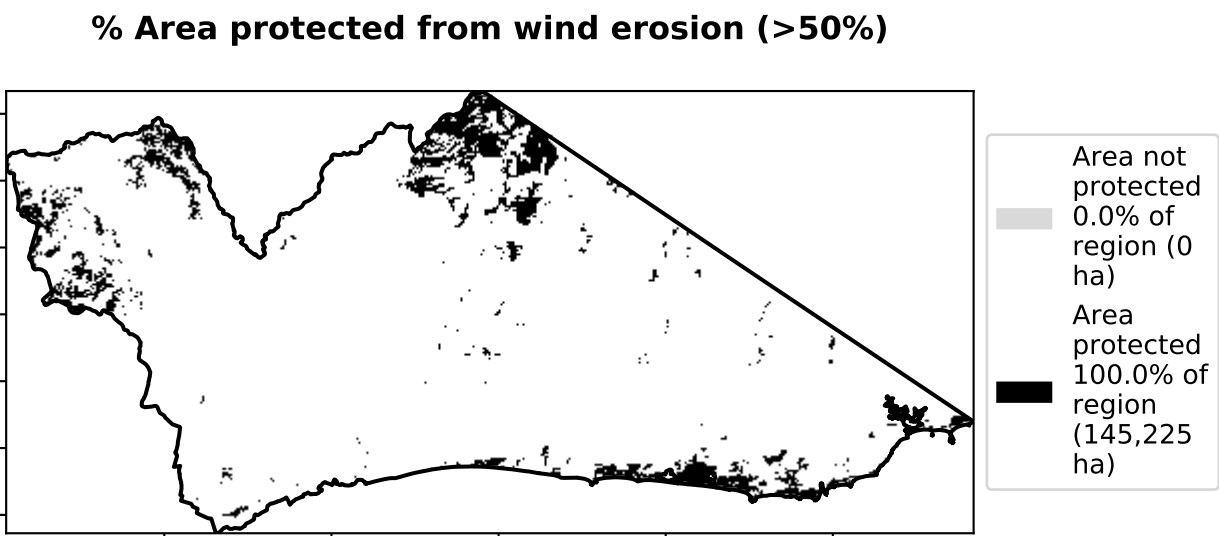 % Area protected from wind erosion (>50%)
Area not
protected
0.0% of
region (0
ha)
Area
protected
100.0% of
region
(145,225
ha)